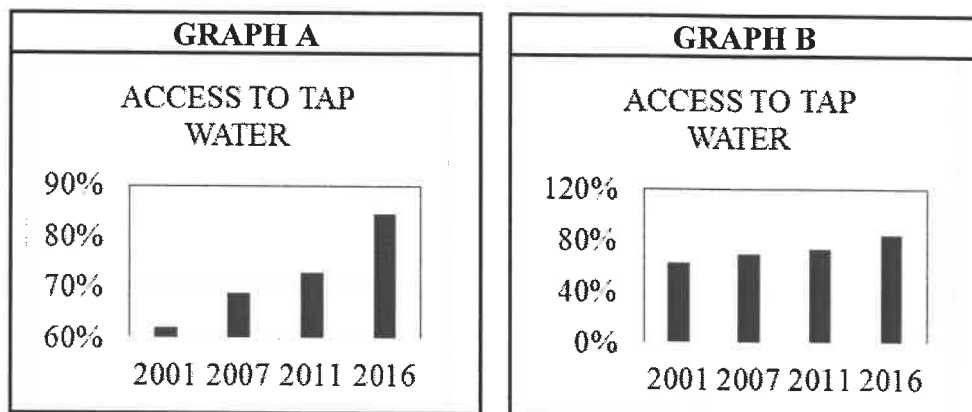 GRAPH A
ACCESS TO TAP
WATER
90%
80%
70%
60%
2001 2007 2011 2016
GRAPH B
ACCESS TO TAP
WATER
120%
80%
40%
0%
2001 2007 2011 2016